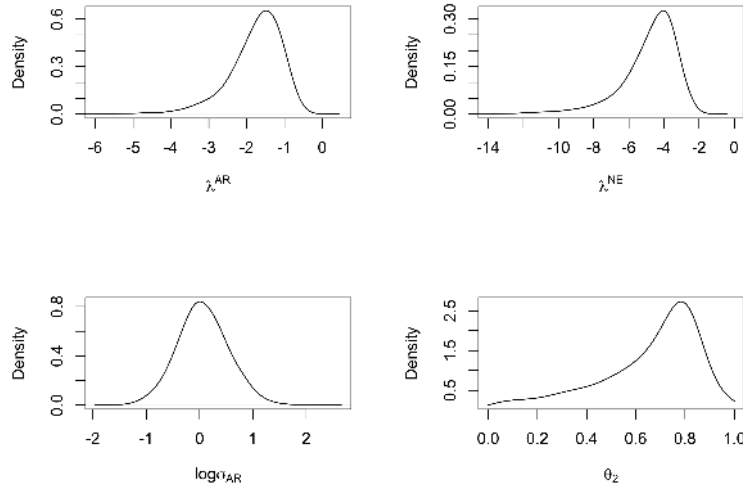 Density
0.0 0.3 0.6
-6 -5 -4 -3 -2 -1 0
λ^AR
Density
0.00 0.15 0.30
-14 -10 -8 -6 -4 -2 0
λ^NE
Density
0.0 0.4 0.8
-2 -1 0 1 2
logσ_AR
Density
0.5 1.5 2.5
0.0 0.2 0.4 0.6 0.8 1.0
θ_2